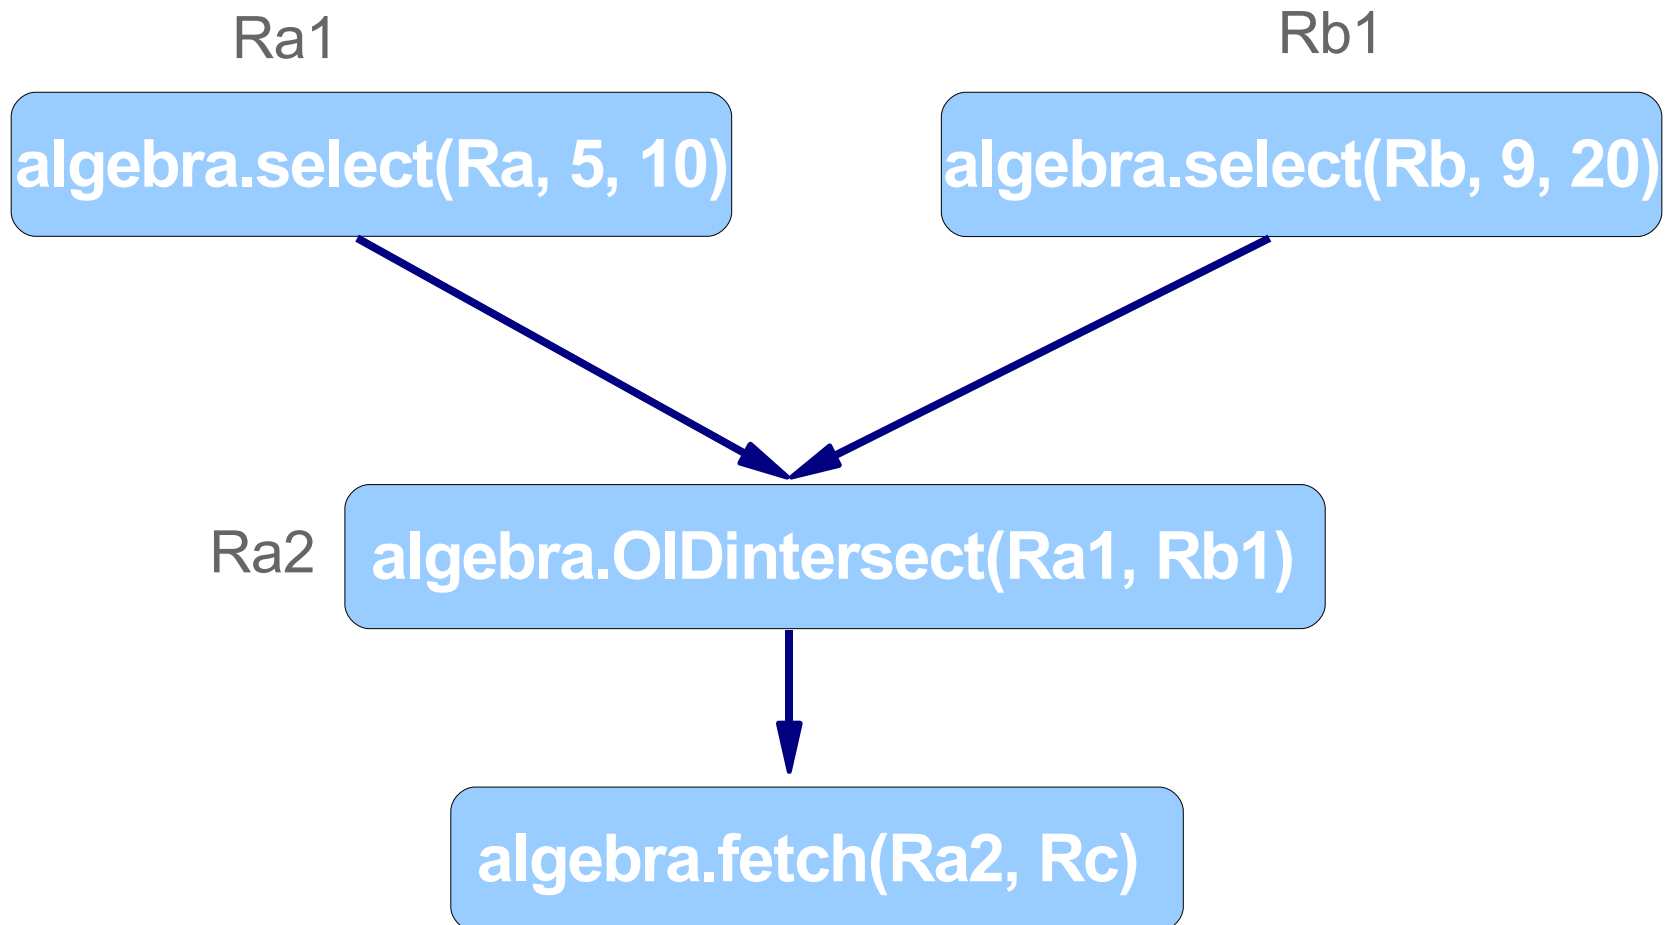 Ra1
Rb1
algebra.select(Ra, 5, 10)
algebra.select(Rb, 9, 20)
Ra2
algebra.OIDintersect(Ra1, Rb1)
algebra.fetch(Ra2, Rc)